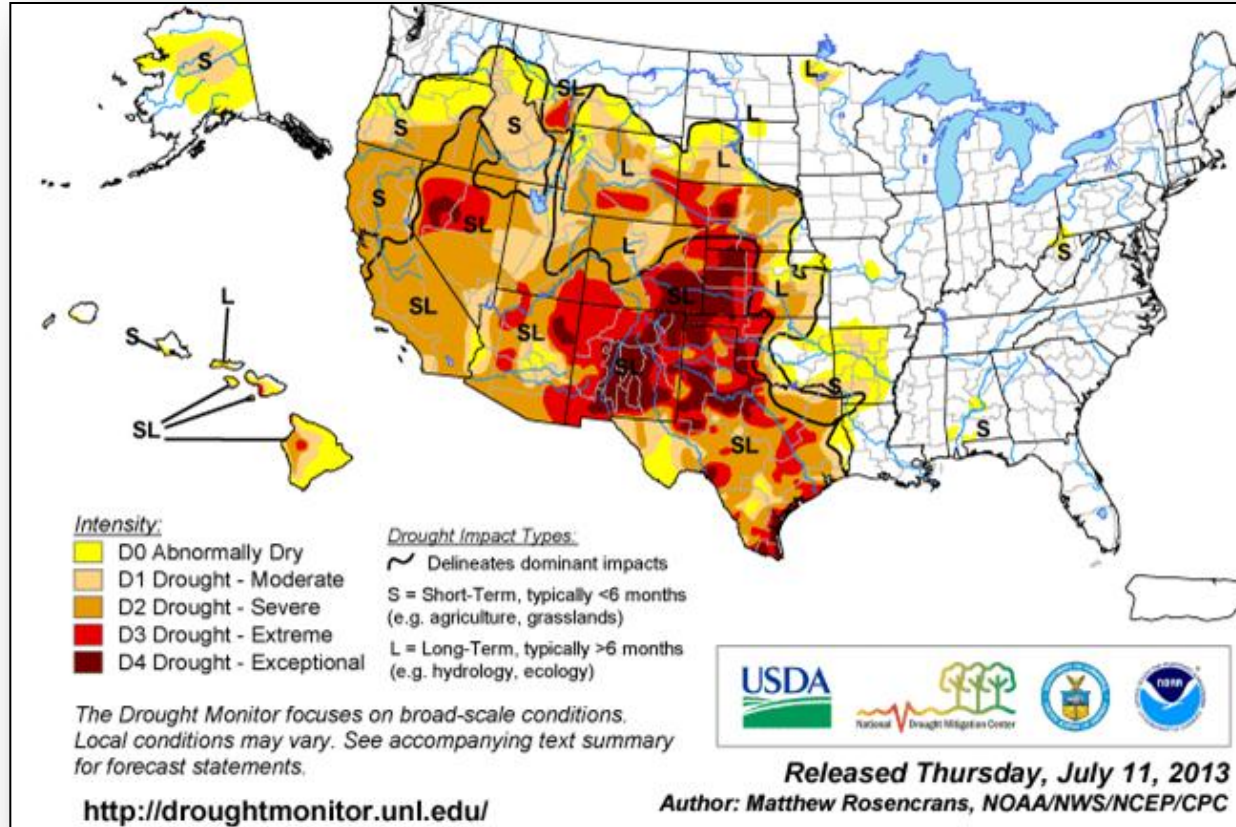 S
SL
L
L
S
S
L
L
S
SL
L
SL
L
S
SL
SL
SL
S
SL
S
SL
L
S
SL
Intensity:
D0 Abnormally Dry
D1 Drought - Moderate
D2 Drought - Severe
D3 Drought - Extreme
D4 Drought - Exceptional
Drought Impact Types:
Delineates dominant impacts
S = Short-Term, typically <6 months
(e.g. agriculture, grasslands)
L = Long-Term, typically >6 months
(e.g. hydrology, ecology)
The Drought Monitor focuses on broad-scale conditions.
Local conditions may vary. See accompanying text summary
for forecast statements.
http://droughtmonitor.unl.edu/
USDA
National Drought Mitigation Center
NOAA
Released Thursday, July 11, 2013
Author: Matthew Rosencrans, NOAA/NWS/NCEP/CPC